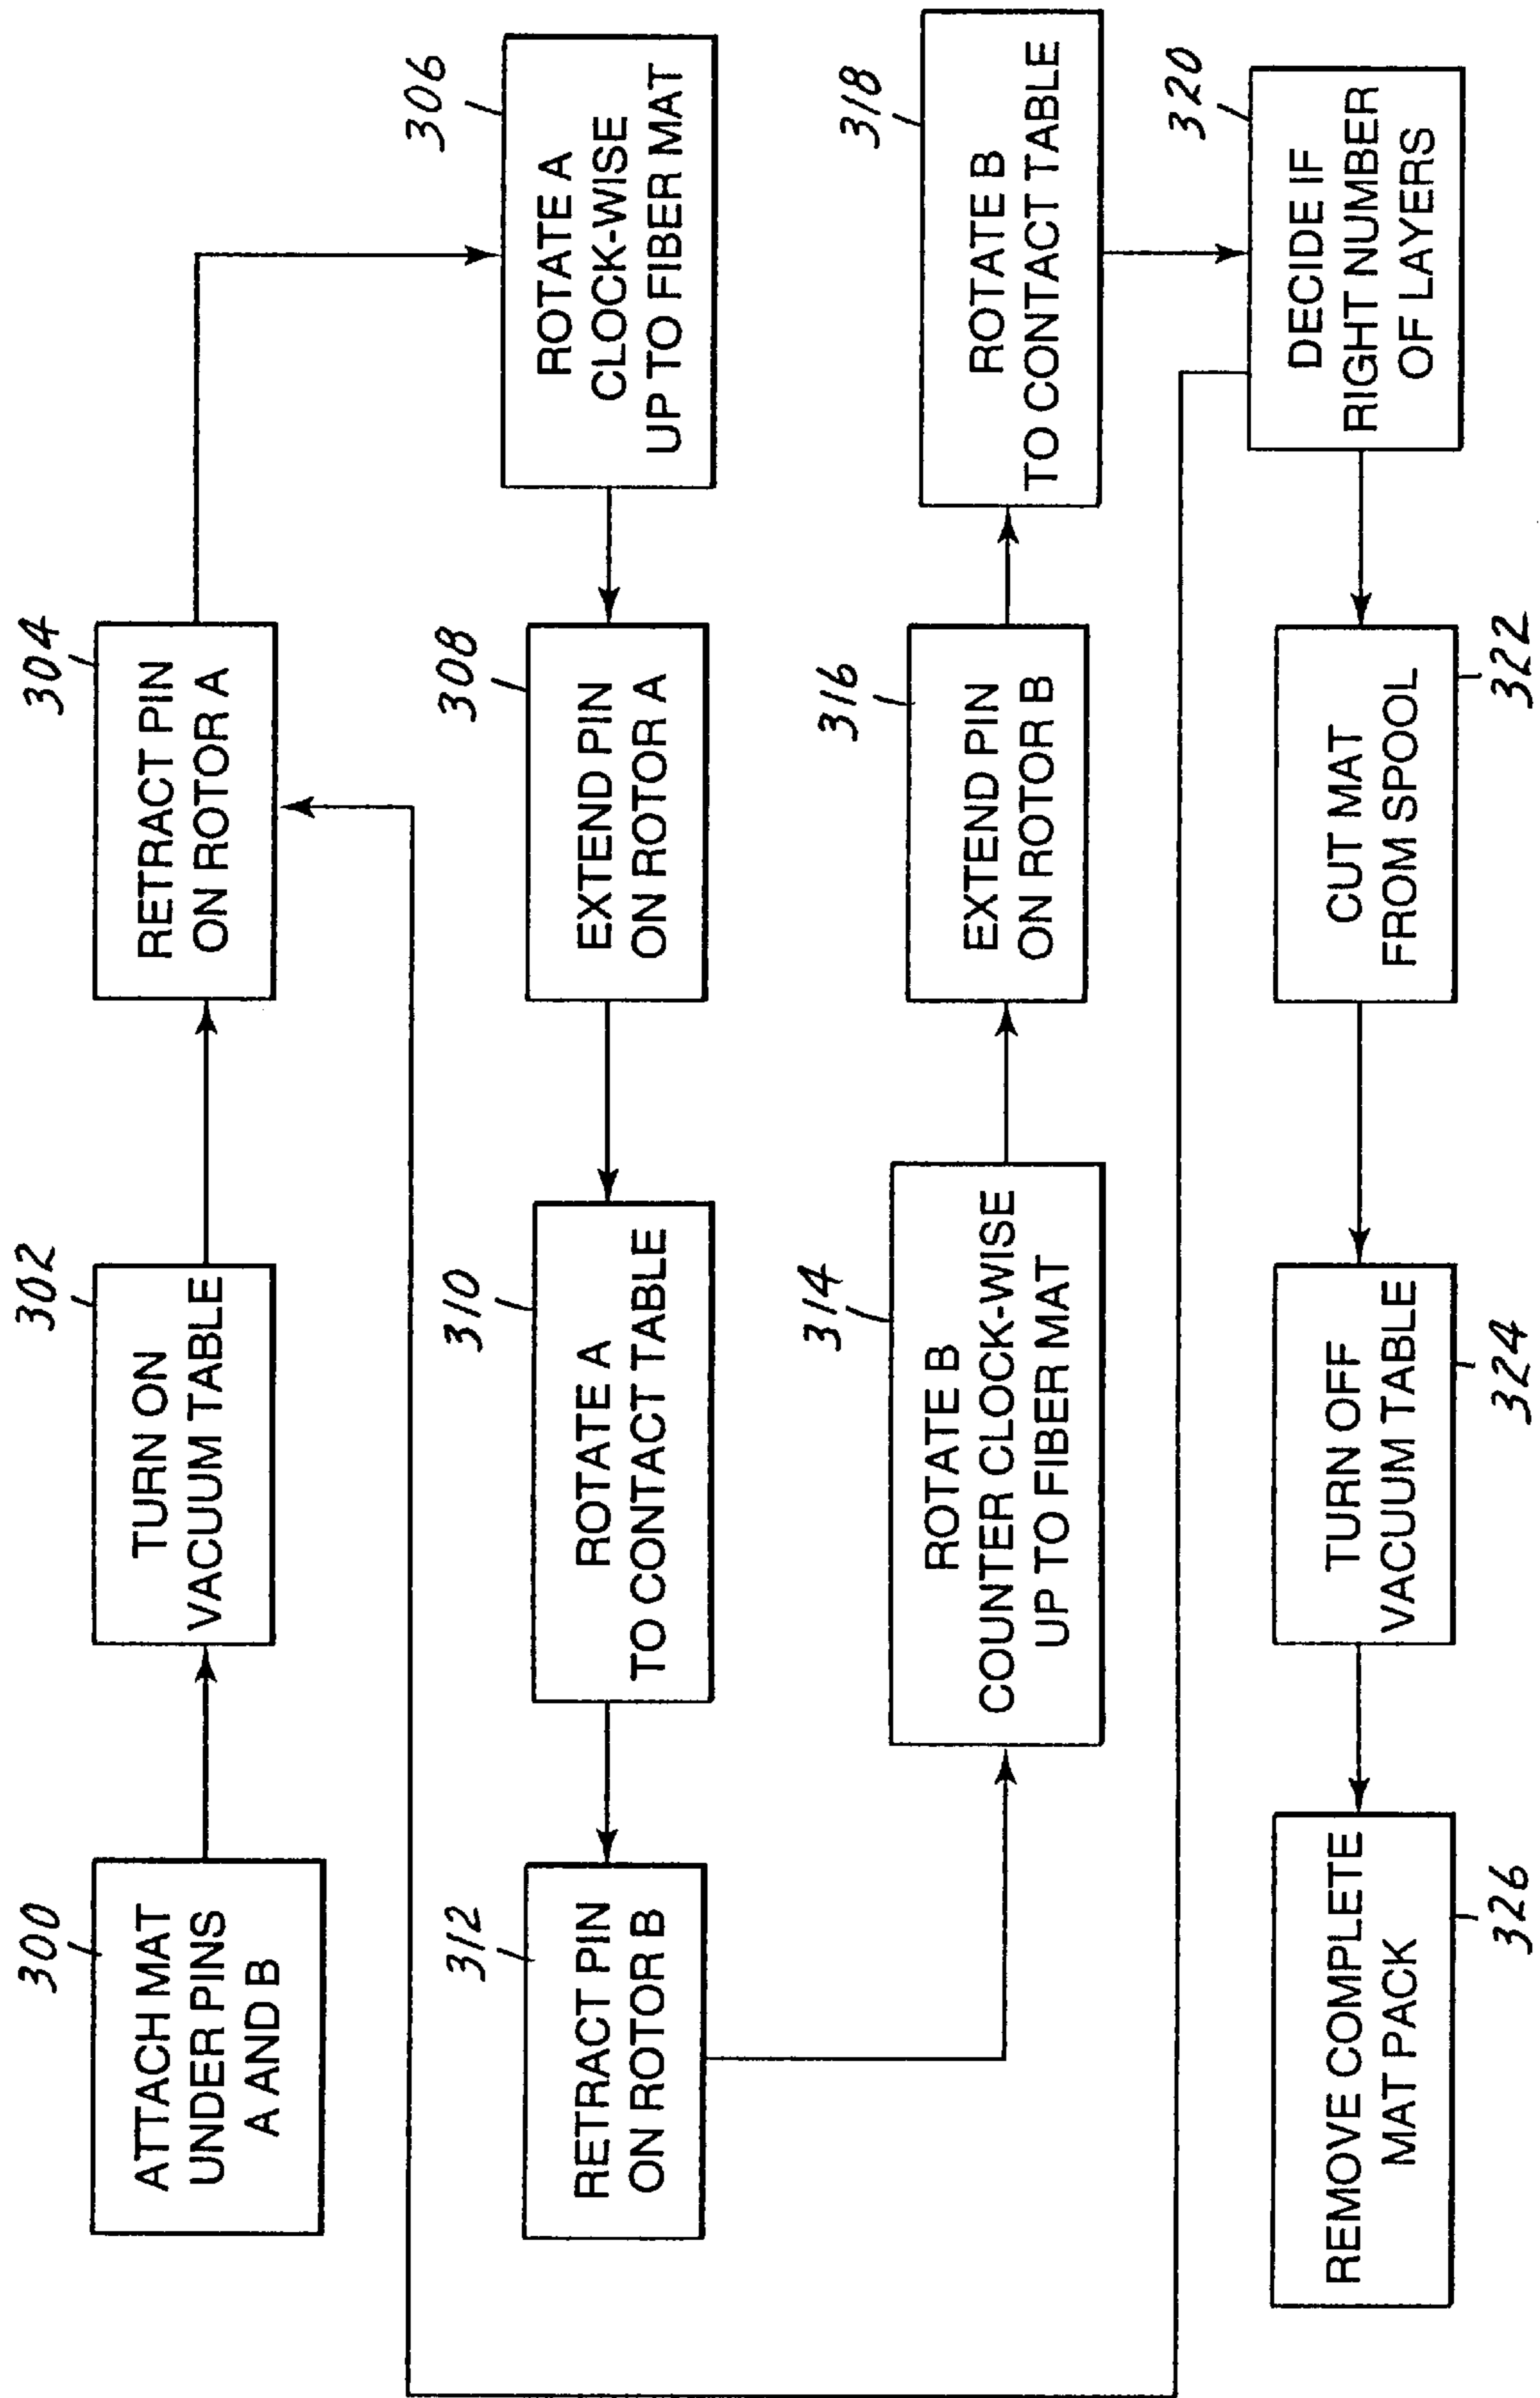 300
ATTACH MAT
UNDER PINS
A AND B
302
TURN ON
VACUUM TABLE
304
RETRACT PIN
ON ROTOR A
306
ROTATE A
CLOCK-WISE
UP TO FIBER MAT
308
EXTEND PIN
ON ROTOR A
310
ROTATE A
TO CONTACT TABLE
312
RETRACT PIN
ON ROTOR B
314
ROTATE B
COUNTER CLOCK-WISE
UP TO FIBER MAT
316
EXTEND PIN
ON ROTOR B
318
ROTATE B
TO CONTACT TABLE
320
DECIDE IF
RIGHT NUMBER
OF LAYERS
CUT MAT
FROM SPOOL
322
TURN OFF
VACUUM TABLE
324
REMOVE COMPLETE
MAT PACK
326